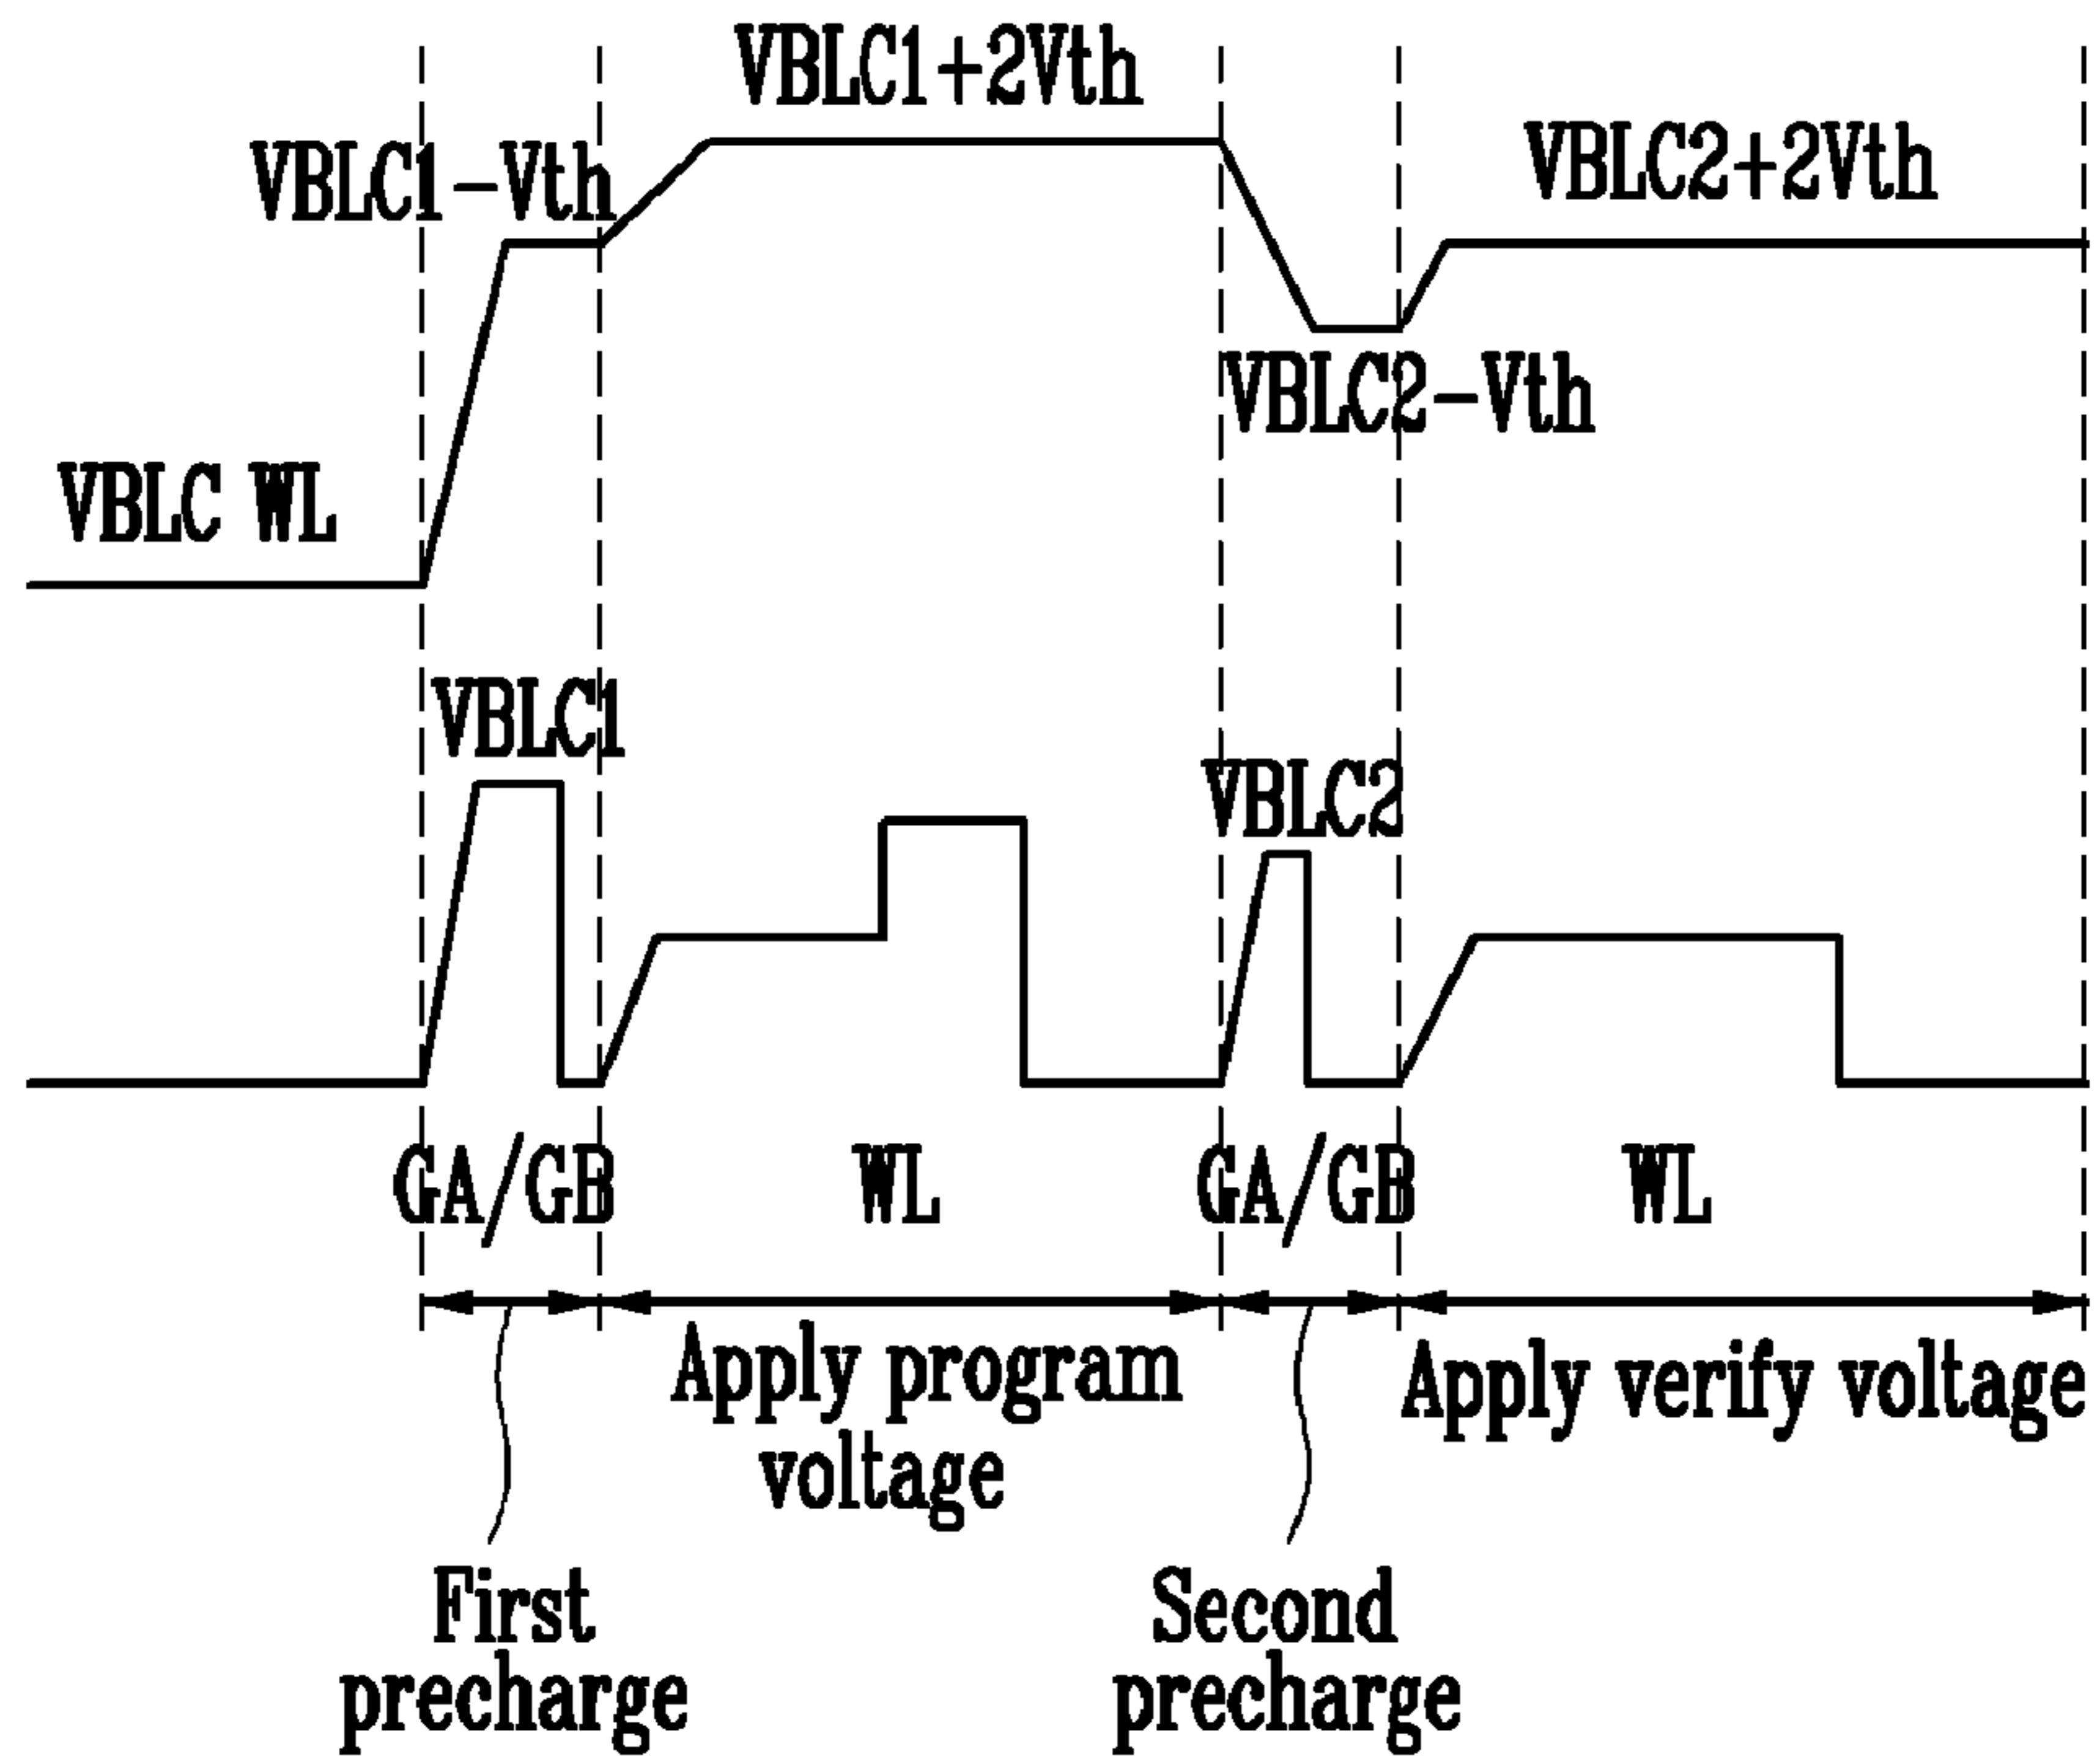 VBLC1+2Vth
VBLC1-Vth
VBLC2+2Vth
VBLC2-Vth
VBLC WL
VBLC1
VBLC2
GA/GB
WL
GA/GB
WL
Apply program
voltage
Apply verify voltage
First
precharge
Second
precharge